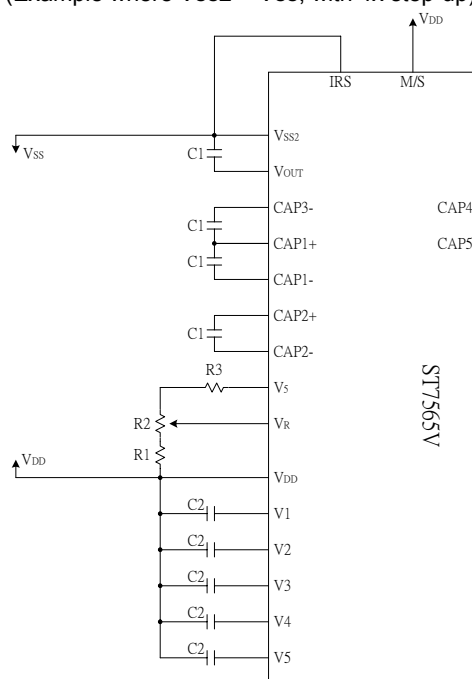 (Example where VSS2 = VSS, with 4x step-up)
VDD
IRS M/S
VSS2
VSS
C1
VOUT
CAP3- CAP4
C1
CAP1+ CAP5
C1
CAP1-
CAP2+
C1
CAP2-
R3
V5
R2
VR
ST7565V
R1
VDD
VDD
C2
V1
C2
V2
C2
V3
C2
V4
C2
V5